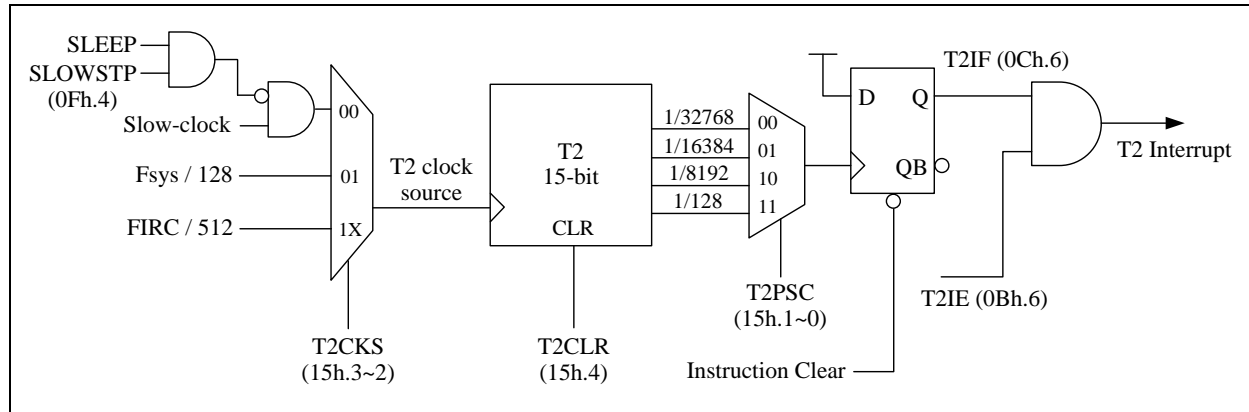 SLEEP
SLOWSTP
(0Fh.4)
Slow-clock
Fsys / 128
FIRC / 512
00
01
1X
T2CKS
(15h.3~2)
T2 clock
source
T2
15-bit
CLR
T2CLR
(15h.4)
1/32768
1/16384
1/8192
1/128
00
01
10
11
T2PSC
(15h.1~0)
D
Q
QB
Instruction Clear
T2IF (0Ch.6)
T2IE (0Bh.6)
T2 Interrupt